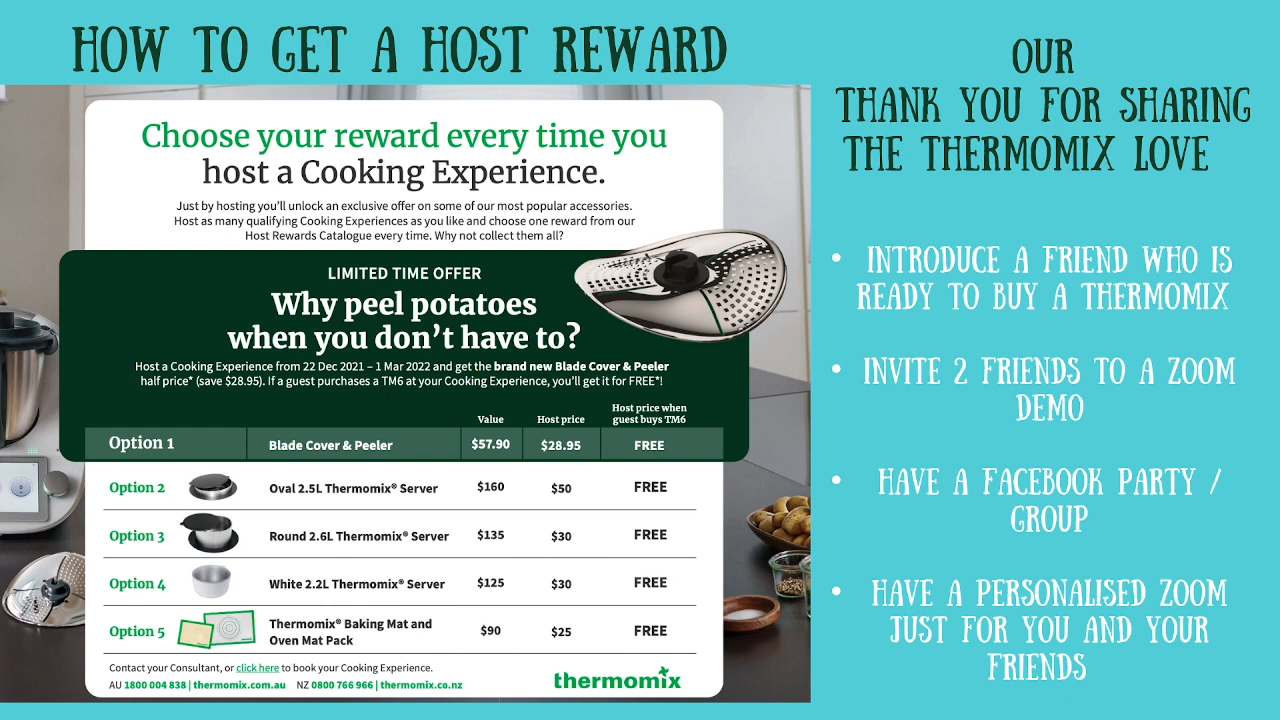 HOW TO GET A HOST REWARD
Choose your reward every time you
host a Cooking Experience.
Just by hosting you'll unlock an exclusive offer on some of our most popular accessories.
Host as many qualifying Cooking Experiences as you like and choose one reward from our
Host Rewards Catalogue every time. Why not collect them all?
LIMITED TIME OFFER
Why peel potatoes
when you don't have to?
Host a Cooking Experience from 22 Dec 2021 – 1 Mar 2022 and get the brand new Blade Cover & Peeler
half price* (save $28.95). If a guest purchases a TM6 at your Cooking Experience, you'll get it for FREE*!
Value Host price Host price when
guest buys TM6
Option 1 Blade Cover & Peeler $57.90 $28.95 FREE
Option 2 Oval 2.5L Thermomix® Server $160 $50 FREE
Option 3 Round 2.6L Thermomix® Server $135 $30 FREE
Option 4 White 2.2L Thermomix® Server $125 $30 FREE
Option 5 Thermomix® Baking Mat and
Oven Mat Pack $90 $25 FREE
Contact your Consultant, or click here to book your Cooking Experience.
AU 1800 004 838 | thermomix.com.au NZ 0800 766 966 | thermomix.co.nz
thermomix
OUR
THANK YOU FOR SHARING
THE THERMOMIX LOVE
• INTRODUCE A FRIEND WHO IS
READY TO BUY A THERMOMIX
• INVITE 2 FRIENDS TO A ZOOM
DEMO
• HAVE A FACEBOOK PARTY /
GROUP
• HAVE A PERSONALISED ZOOM
JUST FOR YOU AND YOUR
FRIENDS